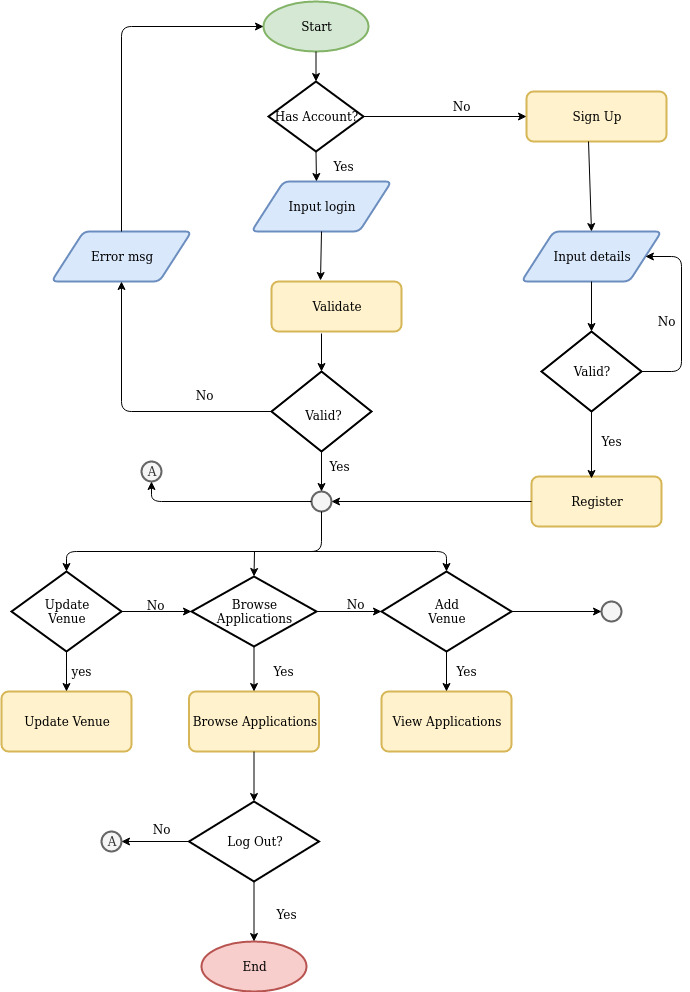 Start
Has Account?
No
Sign Up
Yes
Input login
Error msg
Input details
Validate
No
Valid?
No
Valid?
Yes
Yes
A
Register
Update
Venue
No
Browse
Applications
No
Add
Venue
yes
Yes
Yes
Update Venue
Browse Applications
View Applications
No
A
Log Out?
Yes
End